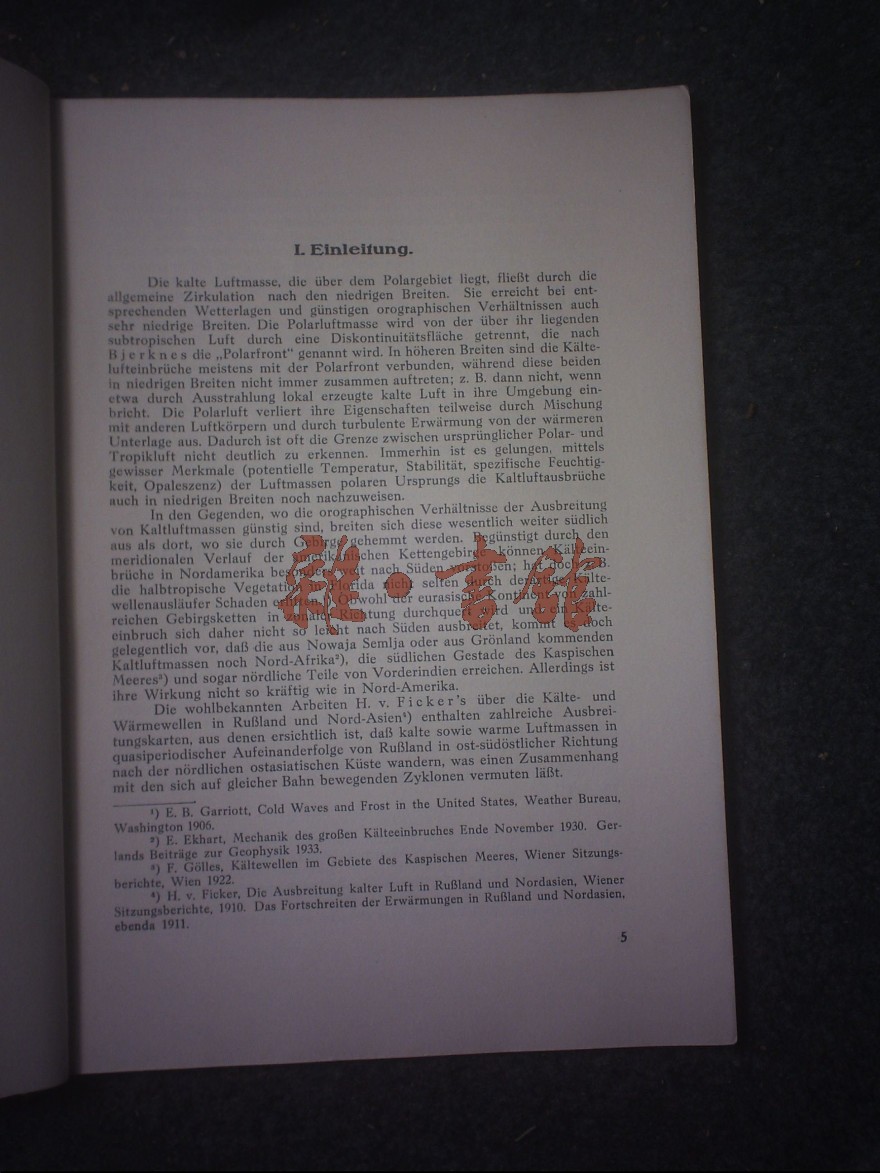 I. Einleitung.
Die kalte Luftmasse, die über dem Polargebiet liegt, fließt durch die
allgemeine Zirkulation nach den niedrigen Breiten. Sie erreicht bei ent-
sprechenden Wetterlagen und günstigen orographischen Verhältnissen auch
sehr niedrige Breiten. Die Polarluftmasse wird von der über ihr liegenden
subtropischen Luft durch eine Diskontinuitätsfläche getrennt, die nach
Bjerknes die „Polarfront“ genannt wird. In höheren Breiten sind die Kälte-
lufteinbrüche meistens mit der Polarfront verbunden, während diese beiden
in niedrigen Breiten nicht immer zusammen auftreten; z. B. dann nicht, wenn
etwa durch Ausstrahlung lokal erzeugte kalte Luft in ihre Umgebung ein-
bricht. Die Polarluft verliert ihre Eigenschaften teilweise durch Mischung
mit anderen Luftkörpern und durch turbulente Erwärmung von der wärmeren
Unterlage aus. Dadurch ist oft die Grenze zwischen ursprünglicher Polar- und
Tropikluft nicht deutlich zu erkennen. Immerhin ist es gelungen, mittels
gewisser Merkmale (potentielle Temperatur, Stabilität, spezifische Feuchtig-
keit, Opaleszenz) der Luftmassen polaren Ursprungs die Kaltluftausbrüche
auch in niedrigen Breiten noch nachzuweisen.
In den Gegenden, wo die orographischen Verhältnisse der Ausbreitung
von Kaltluftmassen günstig sind, breiten sich diese wesentlich weiter südlich
aus als dort, wo sie durch Gebirge gehemmt werden. Begünstigt durch den
meridionalen Verlauf der amerikanischen Kettengebirge können Kälteein-
brüche in Nordamerika besonders weit nach Süden vorstoßen; hat doch z. B.
die halbtropische Vegetation in Florida nicht selten durch derartige Kälte-
wellenausläufer Schaden erlitten.¹) Obwohl der eurasische Kontinent von zahl-
reichen Gebirgsketten in zonaler Richtung durchquert wird und ein Kälte-
einbruch sich daher nicht so leicht nach Süden ausbreitet, kommt es doch
gelegentlich vor, daß die aus Nowaja Semlja oder aus Grönland kommenden
Kaltluftmassen noch Nord-Afrika²), die südlichen Gestade des Kaspischen
Meeres³) und sogar nördliche Teile von Vorderindien erreichen. Allerdings ist
ihre Wirkung nicht so kräftig wie in Nord-Amerika.
Die wohlbekannten Arbeiten H. v. Ficker's über die Kälte- und
Wärmewellen in Rußland und Nord-Asien⁴) enthalten zahlreiche Ausbrei-
tungskarten, aus denen ersichtlich ist, daß kalte sowie warme Luftmassen in
quasiperiodischer Aufeinanderfolge von Rußland in ost-südöstlicher Richtung
nach der nördlichen ostasiatischen Küste wandern, was einen Zusammenhang
mit den sich auf gleicher Bahn bewegenden Zyklonen vermuten läßt.
¹) E. B. Garriott, Cold Waves and Frost in the United States, Weather Bureau,
Washington 1906.
²) E. Ekhart, Mechanik des großen Kälteeinbruches Ende November 1930. Ger-
lands Beiträge zur Geophysik 1933.
³) F. Gölles, Kältewellen im Gebiete des Kaspischen Meeres, Wiener Sitzungs-
berichte, Wien 1922.
⁴) H. v. Ficker, Die Ausbreitung kalter Luft in Rußland und Nordasien, Wiener
Sitzungsberichte, 1910. Das Fortschreiten der Erwärmungen in Rußland und Nordasien,
ebenda 1911.
5